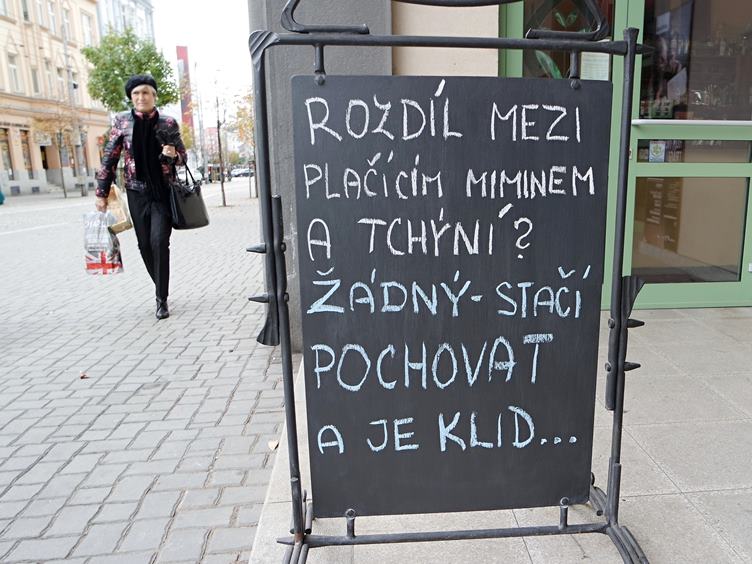 ROZDÍL MEZI
PLAČÍCÍM MIMINEM
A TCHÝNÍ?
ŽÁDNÝ-STAČÍ
POCHOVAT
A JE KLID...